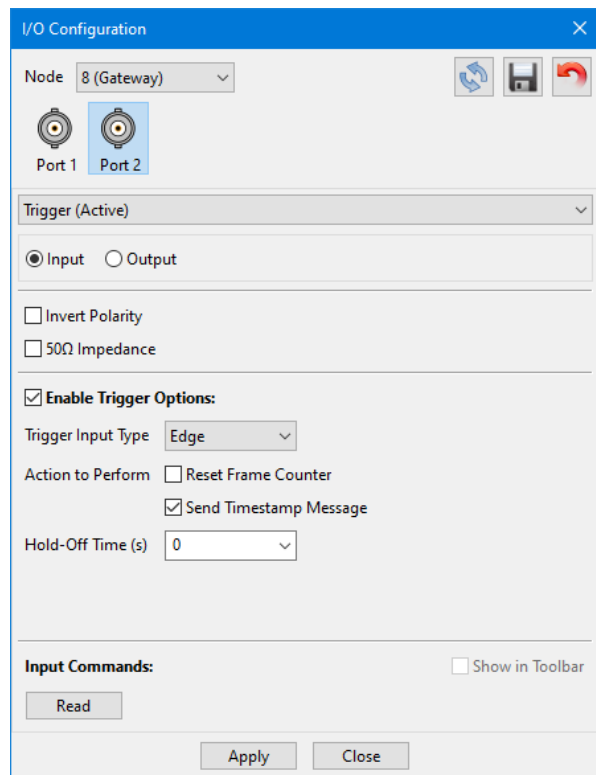 I/O Configuration
Node 8 (Gateway)
Port 1 Port 2
Trigger (Active)
Input Output
Invert Polarity
50Ω Impedance
Enable Trigger Options:
Trigger Input Type Edge
Action to Perform Reset Frame Counter
Send Timestamp Message
Hold-Off Time (s) 0
Input Commands: Show in Toolbar
Read
Apply Close